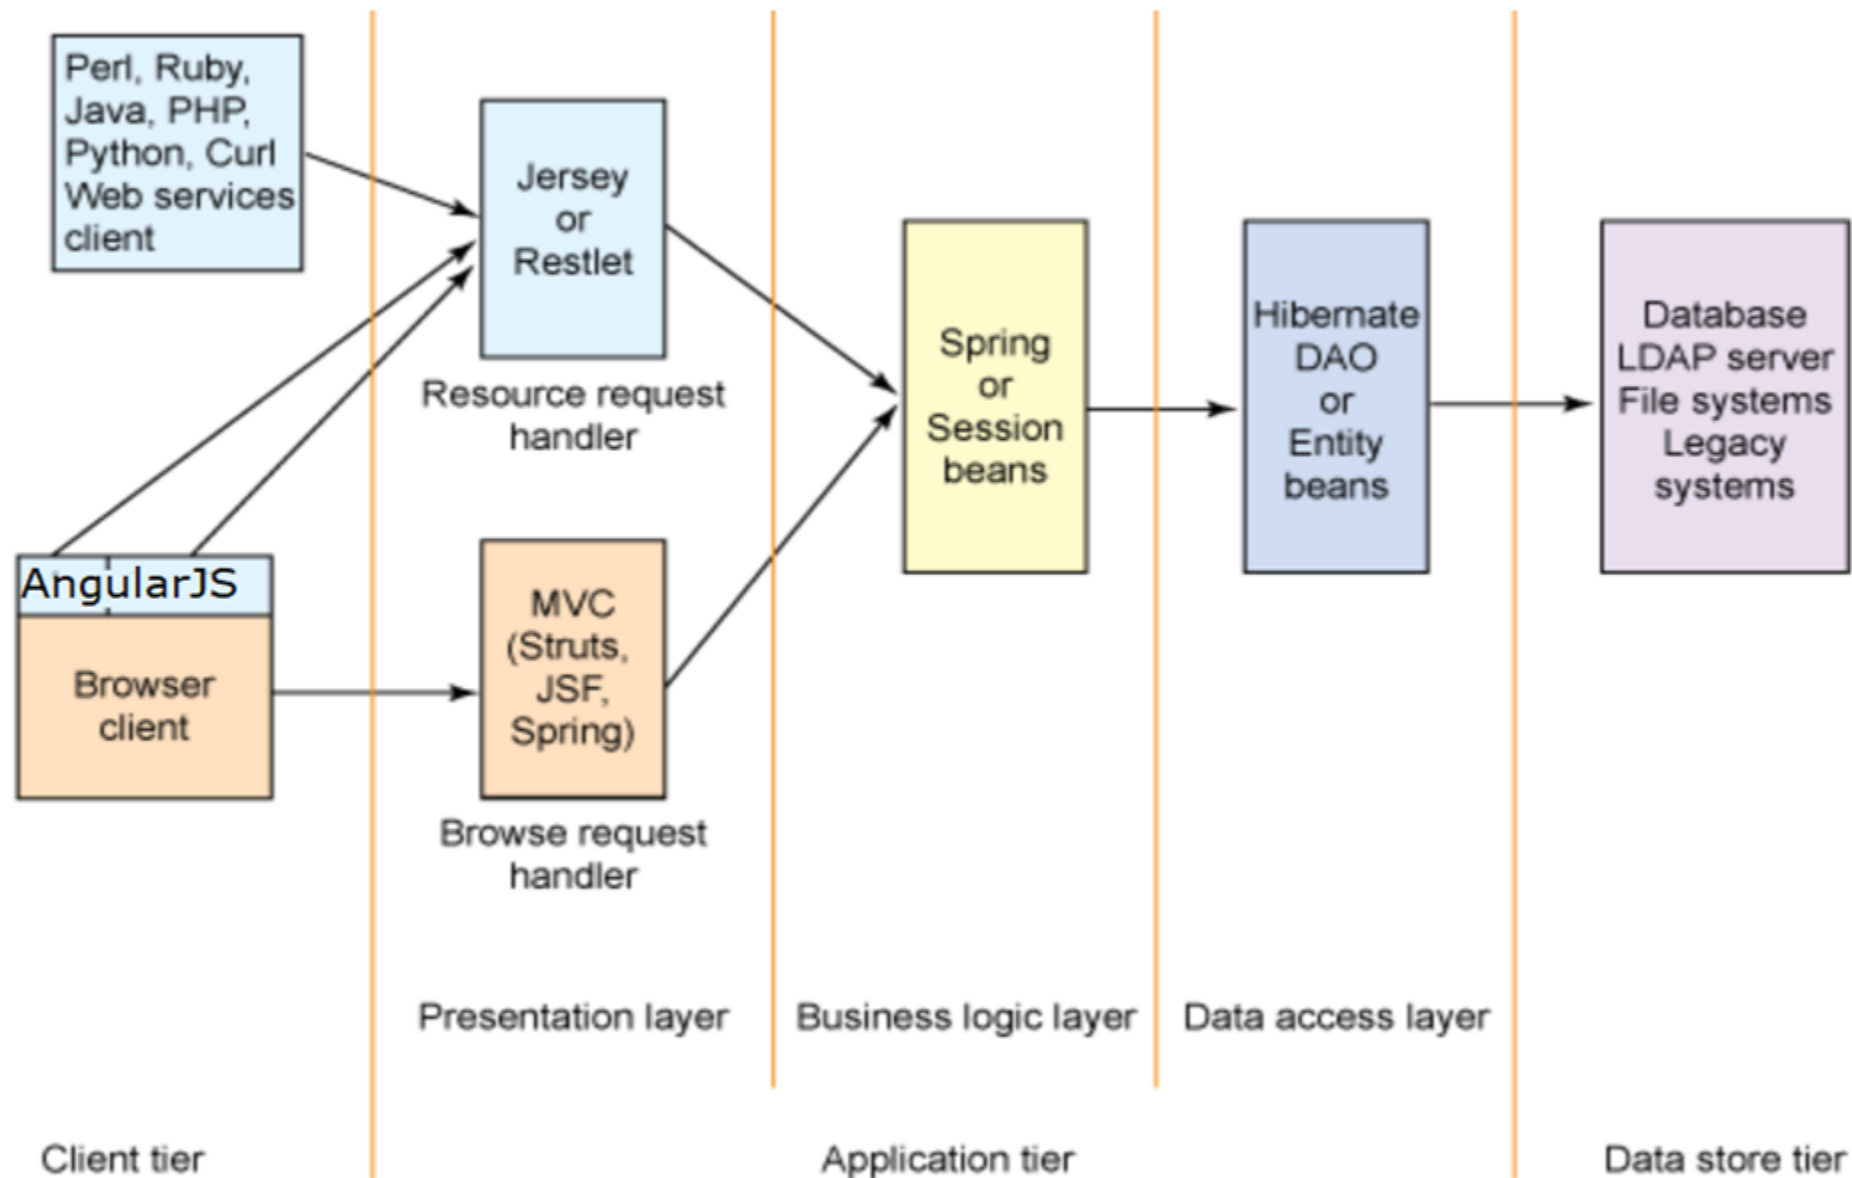 Perl, Ruby,
Java, PHP,
Python, Curl
Web services
client
Jersey
or
Restlet
Resource request
handler
AngularJS
Browser
client
MVC
(Struts,
JSF,
Spring)
Browse request
handler
Spring
or
Session
beans
Hibernate
DAO
or
Entity
beans
Database
LDAP server
File systems
Legacy
systems
Presentation layer
Business logic layer
Data access layer
Client tier
Application tier
Data store tier